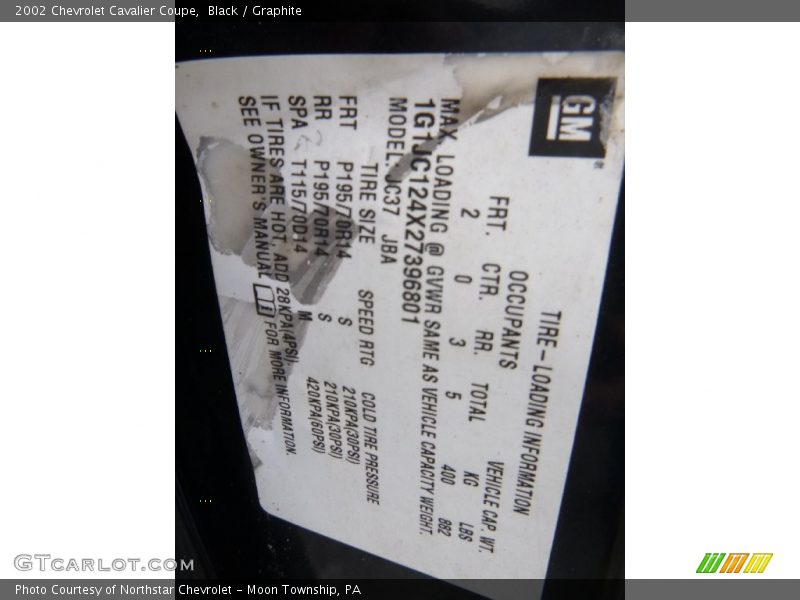 2002 Chevrolet Cavalier Coupe, Black / Graphite
GM
TIRE-LOADING INFORMATION
OCCUPANTS VEHICLE CAP. WT.
FRT. CTR. RR. TOTAL KG LBS
2 0 3 5 400 882
MAX. LOADING @ GVWR SAME AS VEHICLE CAPACITY WEIGHT.
1G1JC124X27396801
MODEL: JC37 JBA
TIRE SIZE SPEED RTG COLD TIRE PRESSURE
FRT P195/70R14 S 210KPA(30PSI)
RR P195/70R14 S 210KPA(30PSI)
SPA T115/70D14 M 420KPA(60PSI)
IF TIRES ARE HOT, ADD 28KPA(4PSI).
SEE OWNER'S MANUAL FOR MORE INFORMATION.
GTcarlot.com
Photo Courtesy of Northstar Chevrolet - Moon Township, PA